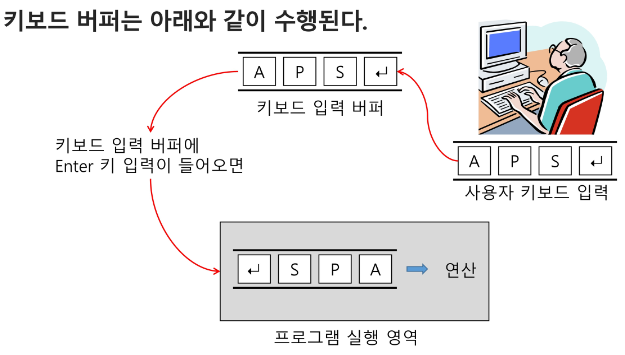 키보드 버퍼는 아래와 같이 수행된다.
A P S ↵
키보드 입력 버퍼
키보드 입력 버퍼에
Enter 키 입력이 들어오면
A P S ↵
사용자 키보드 입력
↵ S P A 연산
프로그램 실행 영역